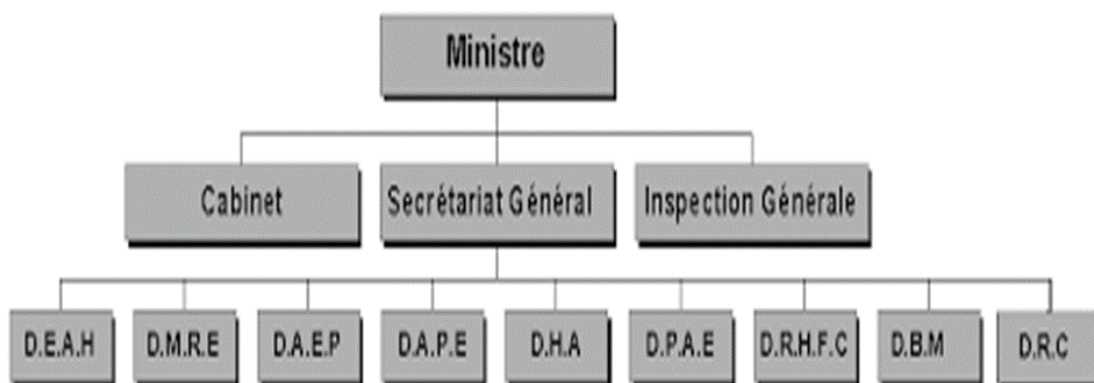 Ministre
Cabinet
Secrétariat Général
Inspection Générale
D.E.A.H
D.M.R.E
D.A.E.P
D.A.P.E
D.H.A
D.P.A.E
D.R.H.F.C
D.B.M
D.R.C